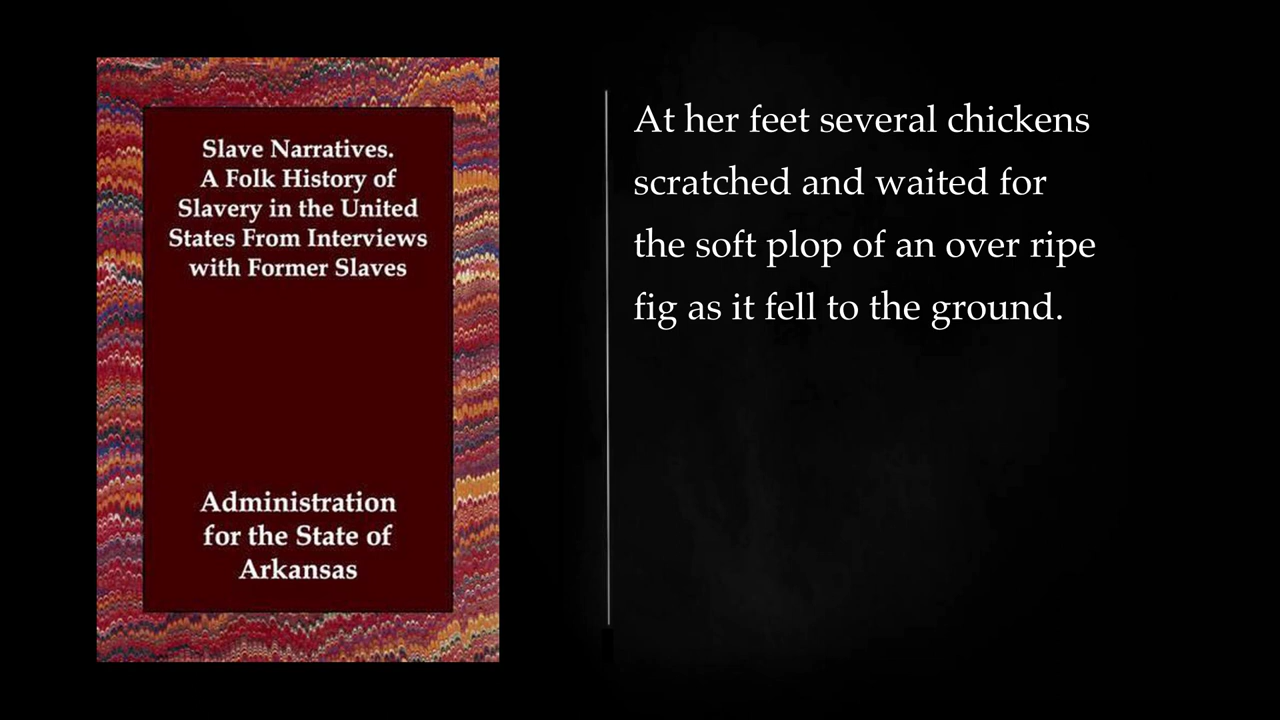 Slave Narratives.
A Folk History of
Slavery in the United
States From Interviews
with Former Slaves
Administration
for the State of
Arkansas
At her feet several chickens
scratched and waited for
the soft plop of an over ripe
fig as it fell to the ground.